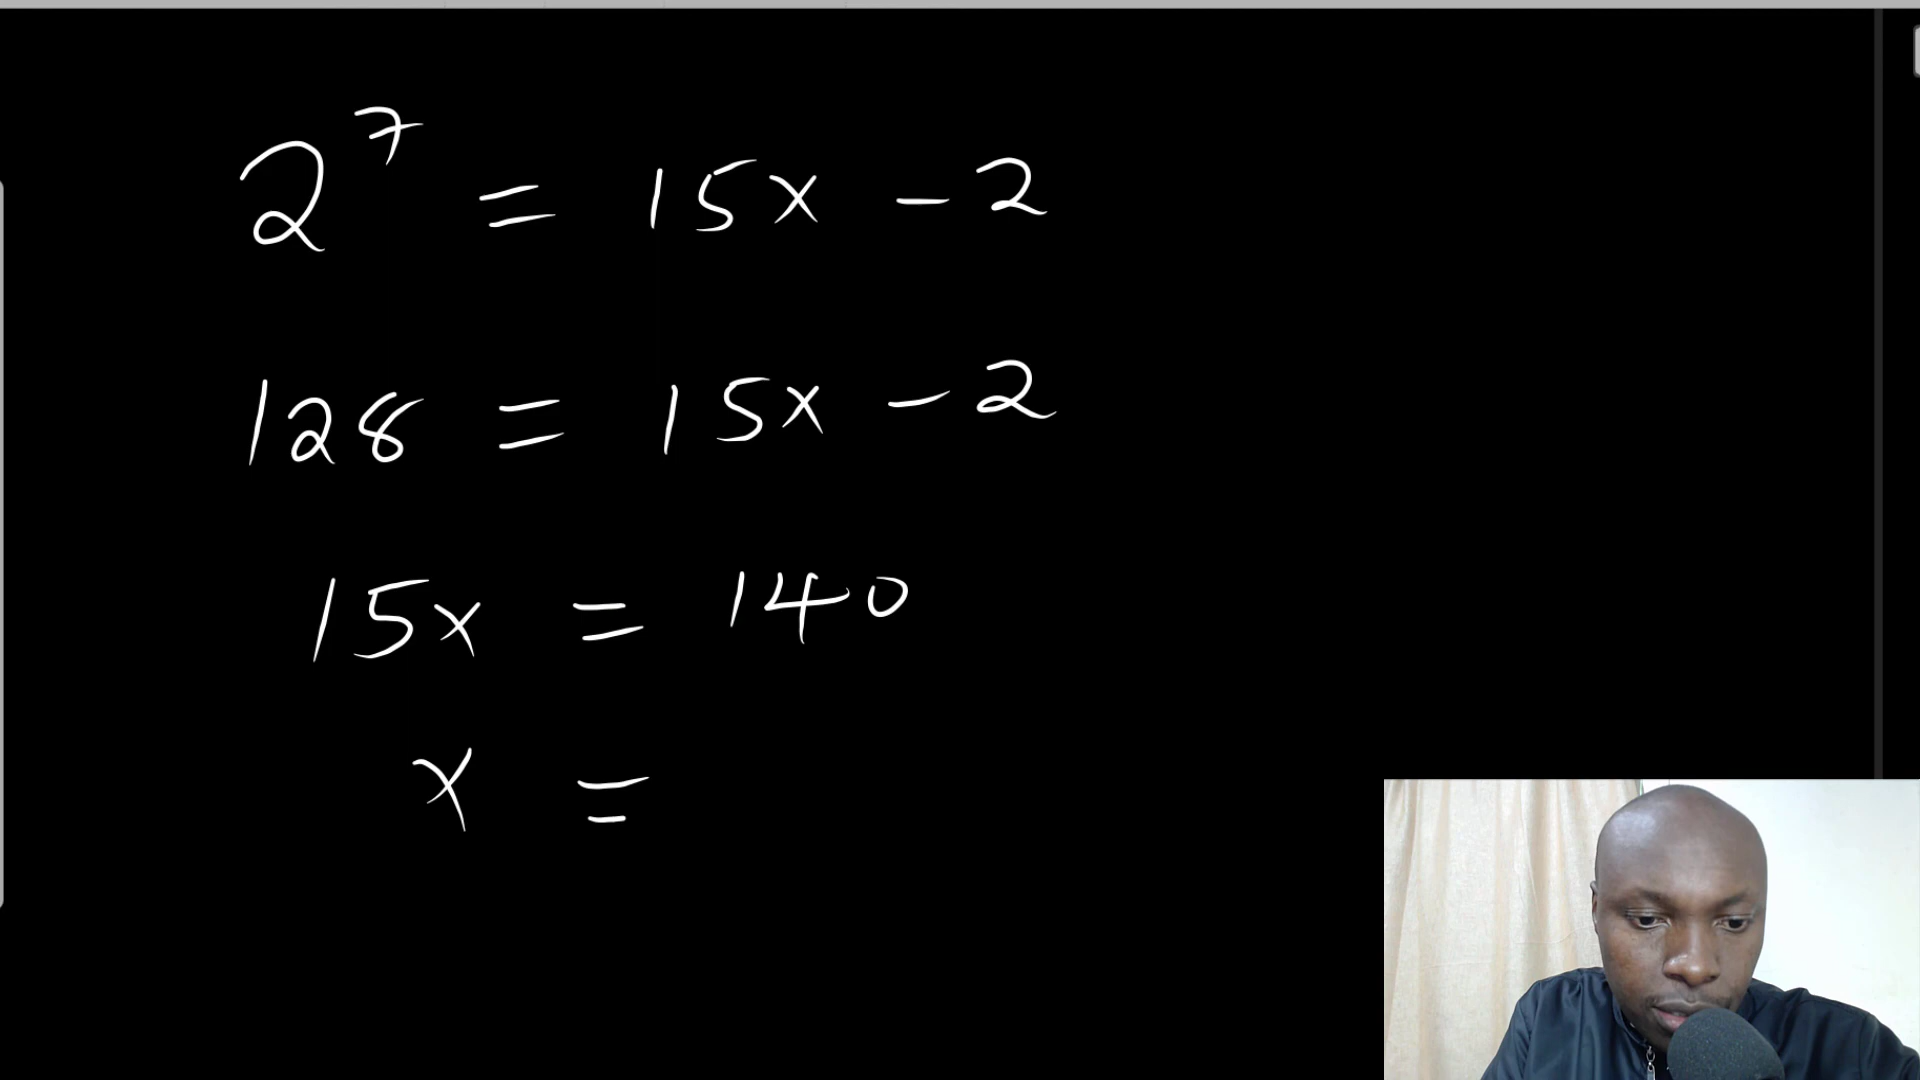 2⁷ = 15x - 2
128 = 15x - 2
15x = 140
x =